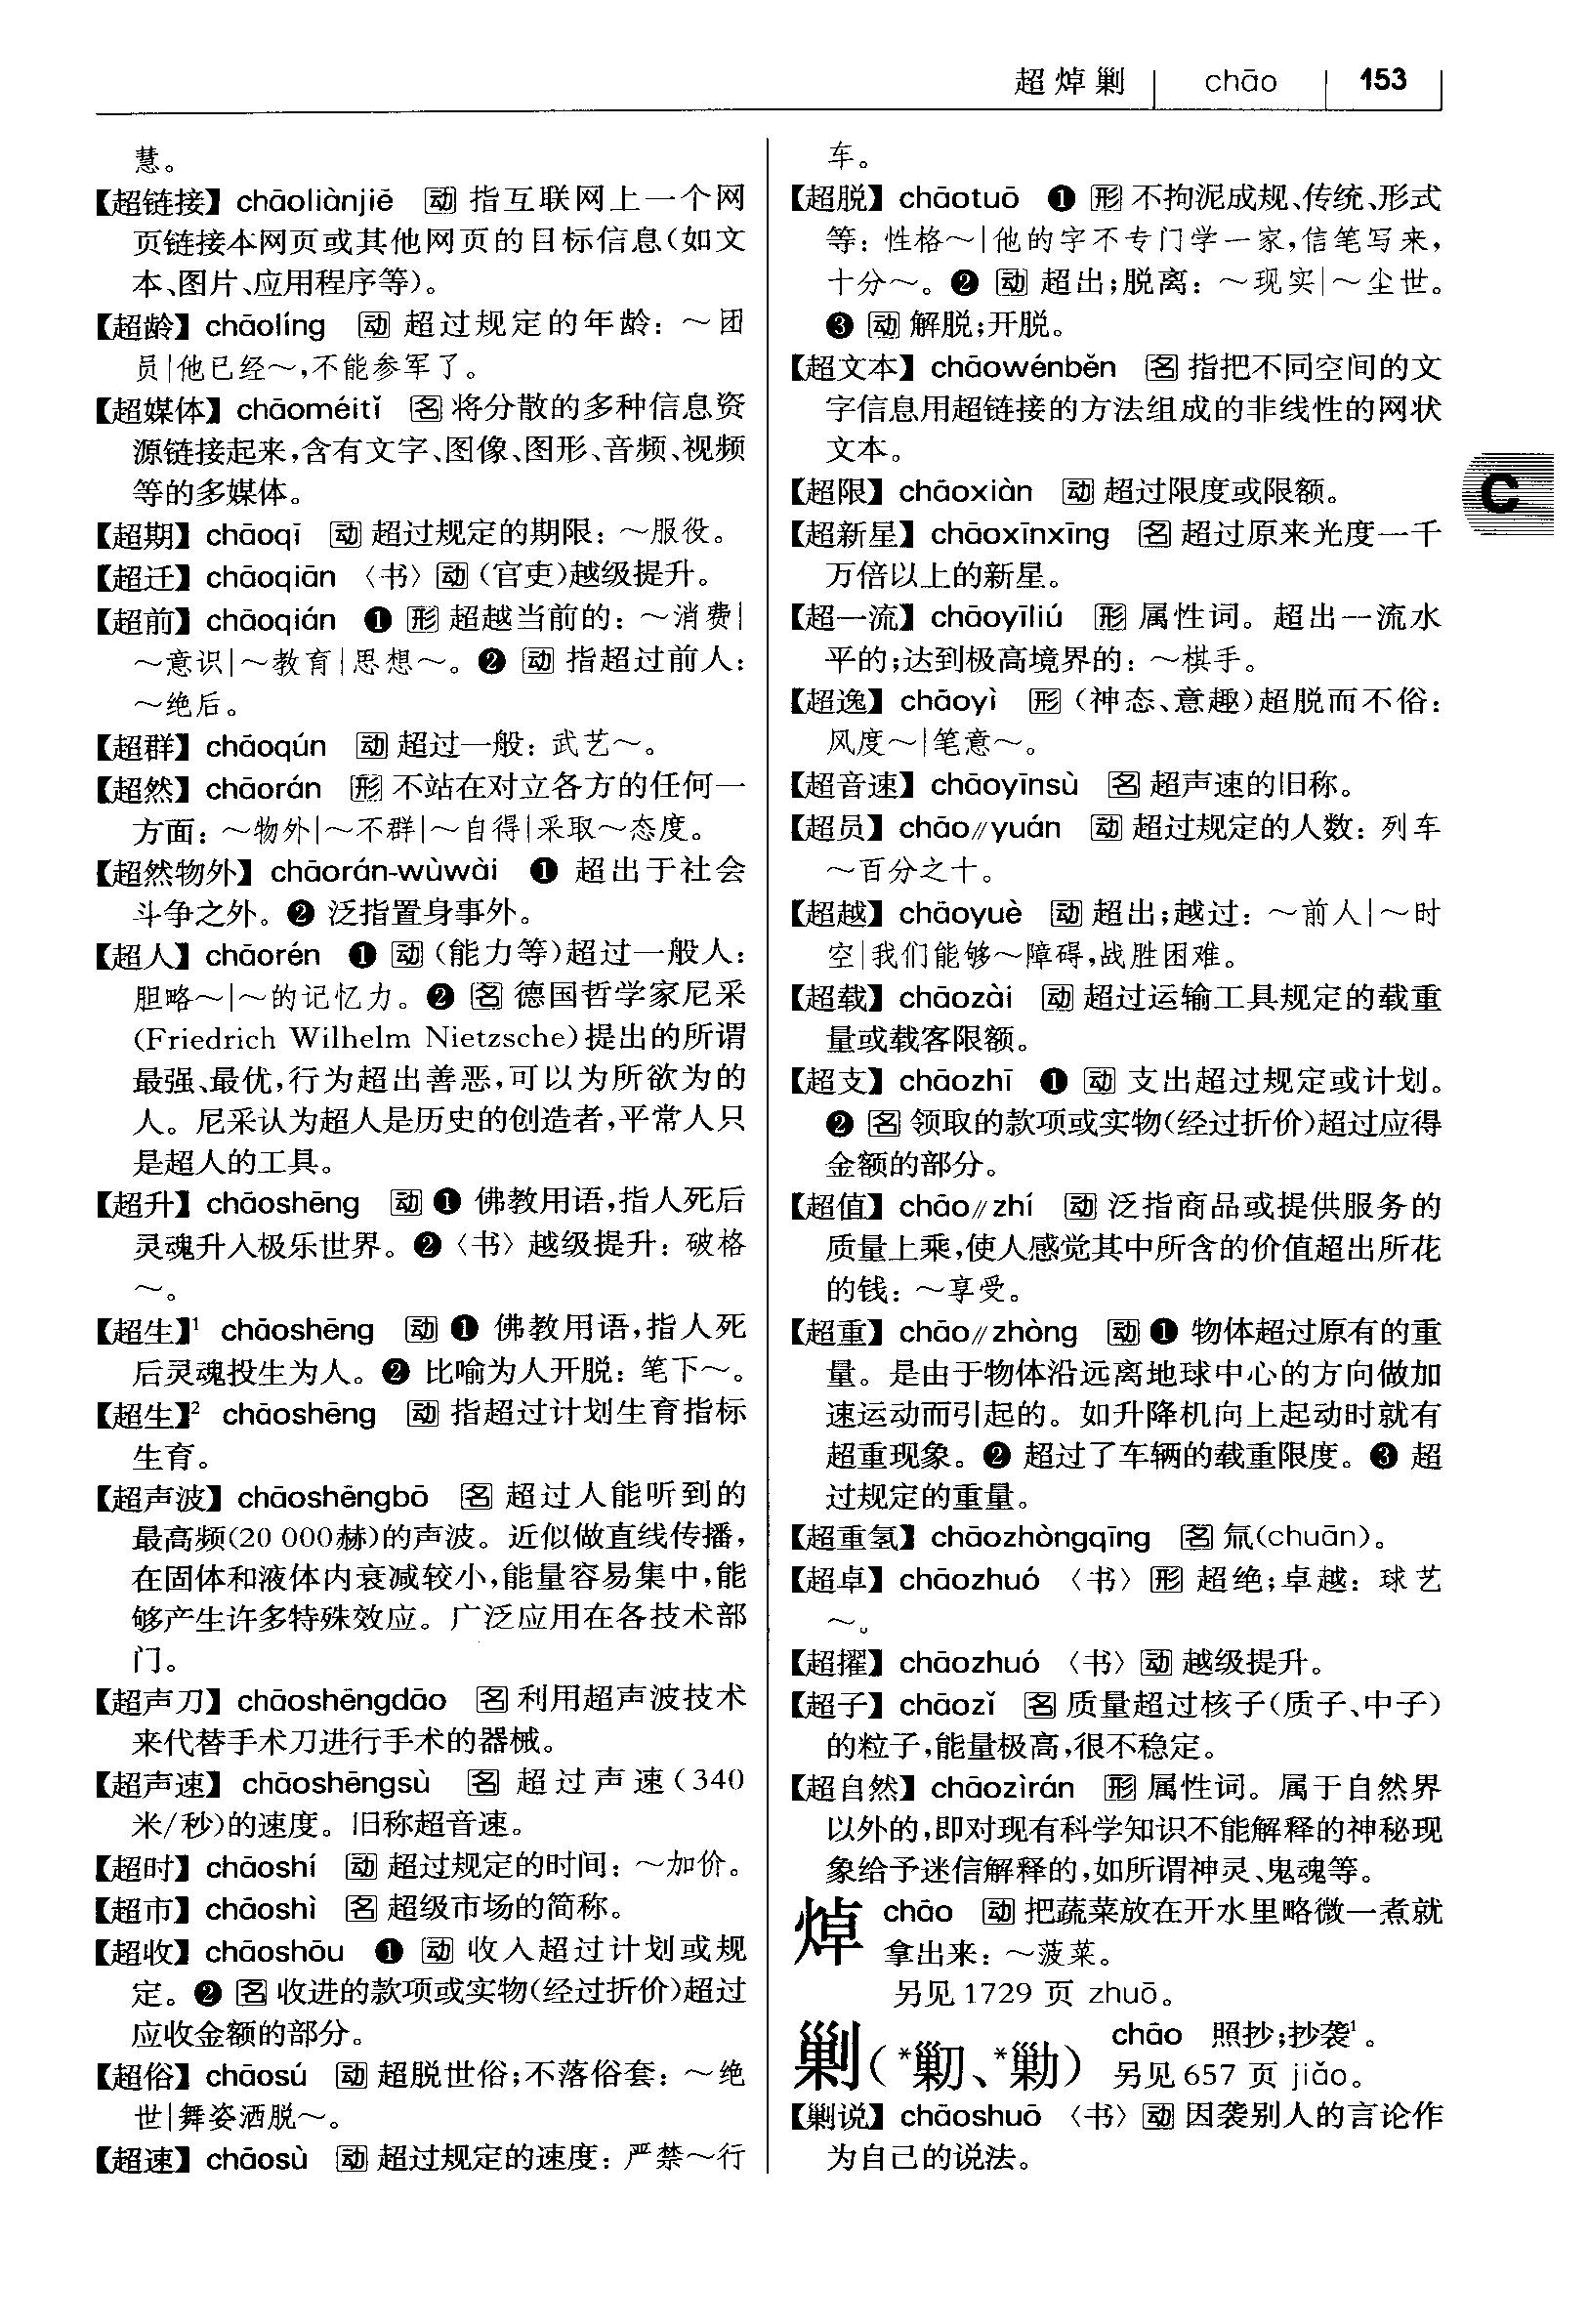 超焯剿 chāo 153
慧。
【超链接】chāoliànjiē 动 指互联网上一个网
页链接本网页或其他网页的目标信息(如文
本、图片、应用程序等)。
【超龄】chāolíng 动 超过规定的年龄：～团
员|他已经～,不能参军了。
【超媒体】chāoméitǐ 名 将分散的多种信息资
源链接起来,含有文字、图像、图形、音频、视频
等的多媒体。
【超期】chāoqī 动 超过规定的期限：～服役。
【超迁】chāoqiān 〈书〉动 (官吏)越级提升。
【超前】chāoqián ❶ 形 超越当前的：～消费|
～意识|～教育|思想～。❷ 动 指超过前人：
～绝后。
【超群】chāoqún 动 超过一般：武艺～。
【超然】chāorán 形 不站在对立各方的任何一
方面：～物外|～不群|～自得|采取～态度。
【超然物外】chāorán-wùwài ❶ 超出于社会
斗争之外。❷ 泛指置身事外。
【超人】chāorén ❶ 动 (能力等)超过一般人：
胆略～|～的记忆力。❷ 名 德国哲学家尼采
(Friedrich Wilhelm Nietzsche)提出的所谓
最强、最优,行为超出善恶,可以为所欲为的
人。尼采认为超人是历史的创造者,平常人只
是超人的工具。
【超升】chāoshēng 动 ❶ 佛教用语,指人死后
灵魂升入极乐世界。❷〈书〉越级提升：破格
～。
【超生】¹ chāoshēng 动 ❶ 佛教用语,指人死
后灵魂投生为人。❷ 比喻为人开脱：笔下～。
【超生】² chāoshēng 动 指超过计划生育指标
生育。
【超声波】chāoshēngbō 名 超过人能听到的
最高频(20 000赫)的声波。近似做直线传播,
在固体和液体内衰减较小,能量容易集中,能
够产生许多特殊效应。广泛应用在各技术部
门。
【超声刀】chāoshēngdāo 名 利用超声波技术
来代替手术刀进行手术的器械。
【超声速】chāoshēngsù 名 超过声速(340
米/秒)的速度。旧称超音速。
【超时】chāoshí 动 超过规定的时间：～加价。
【超市】chāoshì 名 超级市场的简称。
【超收】chāoshōu ❶ 动 收入超过计划或规
定。❷ 名 收进的款项或实物(经过折价)超过
应收金额的部分。
【超俗】chāosú 动 超脱世俗;不落俗套：～绝
世|舞姿洒脱～。
【超速】chāosù 动 超过规定的速度：严禁～行
车。
【超脱】chāotuō ❶ 形 不拘泥成规、传统、形式
等：性格～|他的字不专门学一家,信笔写来,
十分～。❷ 动 超出;脱离：～现实|～尘世。
❸ 动 解脱;开脱。
【超文本】chāowénběn 名 指把不同空间的文
字信息用超链接的方法组成的非线性的网状
文本。
【超限】chāoxiàn 动 超过限度或限额。
【超新星】chāoxīnxīng 名 超过原来光度一千
万倍以上的新星。
【超一流】chāoyīliú 形 属性词。超出一流水
平的;达到极高境界的：～棋手。
【超逸】chāoyì 形 (神态、意趣)超脱而不俗：
风度～|笔意～。
【超音速】chāoyīnsù 名 超声速的旧称。
【超员】chāo//yuán 动 超过规定的人数：列车
～百分之十。
【超越】chāoyuè 动 超出;越过：～前人|～时
空|我们能够～障碍,战胜困难。
【超载】chāozài 动 超过运输工具规定的载重
量或载客限额。
【超支】chāozhī ❶ 动 支出超过规定或计划。
❷ 名 领取的款项或实物(经过折价)超过应得
金额的部分。
【超值】chāo//zhí 动 泛指商品或提供服务的
质量上乘,使人感觉其中所含的价值超出所花
的钱：～享受。
【超重】chāo//zhòng 动 ❶ 物体超过原有的重
量。是由于物体沿远离地球中心的方向做加
速运动而引起的。如升降机向上起动时就有
超重现象。❷ 超过了车辆的载重限度。❸ 超
过规定的重量。
【超重氢】chāozhòngqīng 名 氚(chuān)。
【超卓】chāozhuó 〈书〉形 超绝;卓越：球艺
～。
【超擢】chāozhuó 〈书〉动 越级提升。
【超子】chāozǐ 名 质量超过核子(质子、中子)
的粒子,能量极高,很不稳定。
【超自然】chāozìrán 形 属性词。属于自然界
以外的,即对现有科学知识不能解释的神秘现
象给予迷信解释的,如所谓神灵、鬼魂等。
焯 chāo 动 把蔬菜放在开水里略微一煮就
拿出来：～菠菜。
另见1729 页 zhuō。
剿(*剿、*勦) chāo 照抄;抄袭¹。
另见657 页 jiǎo。
【剿说】chāoshuō 〈书〉动 因袭别人的言论作
为自己的说法。
C